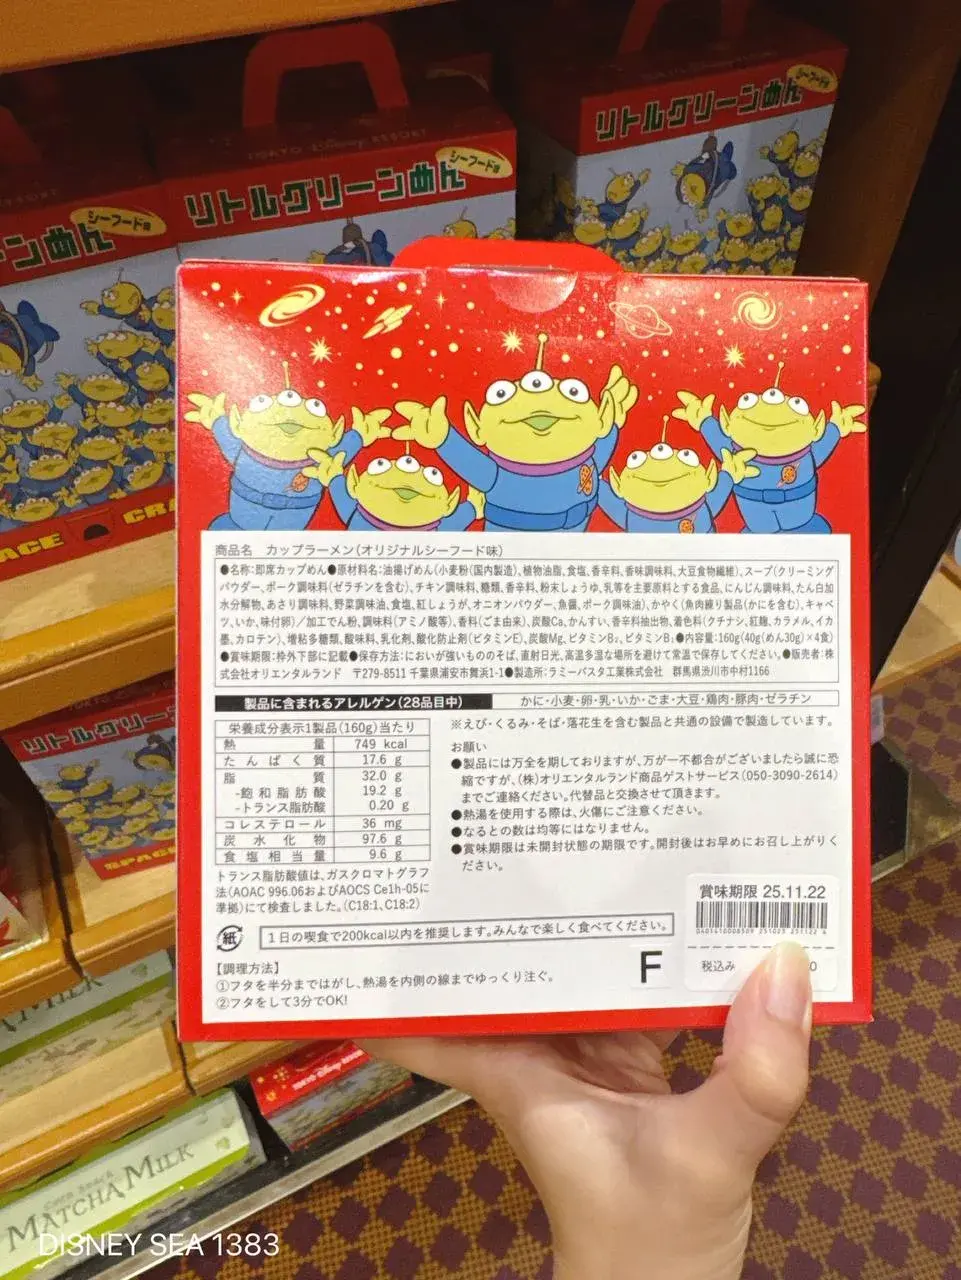 TOKYO Disney RESORT
リトルグリーンめん
シーフード味
リトルグリーンめん
シーフード味
ーンめん
シーフード味
商品名 カップラーメン(オリジナルシーフード味)
●名称:即席カップめん●原材料名:油揚げめん(小麦粉(国内製造)、植物油脂、食塩、香辛料、香味調味料、大豆食物繊維)、スープ(クリーミング
パウダー、ポーク調味料(ゼラチンを含む)、チキン調味料、糖類、香辛料、粉末しょうゆ、乳等を主要原料とする食品、にんじん調味料、たん白加
水分解物、あさり調味料、野菜調味油、食塩、紅しょうが、オニオンパウダー、魚醤、ポーク調味油)、かやく(魚肉練り製品(かにを含む)、キャベ
ツ、いか、味付卵)/加工でん粉、調味料(アミノ酸等)、香料(ごま由来)、炭酸Ca、かんすい、香辛料抽出物、着色料(クチナシ、紅麹、カラメル、イカ
墨、カロテン)、増粘多糖類、酸味料、乳化剤、酸化防止剤(ビタミンE)、炭酸Mg、ビタミンB₂、ビタミンB₁●内容量:160g(40g(めん30g)×4食)
●賞味期限:枠外下部に記載●保存方法:においが強いもののそば、直射日光、高温多湿な場所を避けて常温で保存してください。●販売者:株
式会社オリエンタルランド 〒279-8511 千葉県浦安市舞浜1-1●製造所:ラミーパスタ工業株式会社 群馬県渋川市中村1166
製品に含まれるアレルゲン(28品目中) かに・小麦・卵・乳・いか・ごま・大豆・鶏肉・豚肉・ゼラチン
栄養成分表示1製品(160g)当たり
熱量 749 kcal
たんぱく質 17.6 g
脂質 32.0 g
-飽和脂肪酸 19.2 g
-トランス脂肪酸 0.20 g
コレステロール 36 mg
炭水化物 97.6 g
食塩相当量 9.6 g
トランス脂肪酸値は、ガスクロマトグラフ
法(AOAC 996.06およびAOCS Ce1h-05に
準拠)にて検査しました。(C18:1、C18:2)
※えび・くるみ・そば・落花生を含む製品と共通の設備で製造しています。
お願い
●製品には万全を期しておりますが、万が一不都合がございましたら誠に恐
縮ですが、(株)オリエンタルランド商品ゲストサービス(050-3090-2614)
までご連絡ください。代替品と交換させて頂きます。
●熱湯を使用する際は、火傷にご注意ください。
●なるとの数は均等にはなりません。
●賞味期限は未開封状態の期限です。開封後はお早めにお召し上がりく
ださい。
賞味期限 25.11.22
税込み
紙
1日の喫食で200kcal以内を推奨します。みんなで楽しく食べてください。
F
【調理方法】
①フタを半分まではがし、熱湯を内側の線までゆっくり注ぐ。
②フタをして3分でOK!
リトルグリーン
SPACE
MATCHA MILK
DISNEY SEA 1383